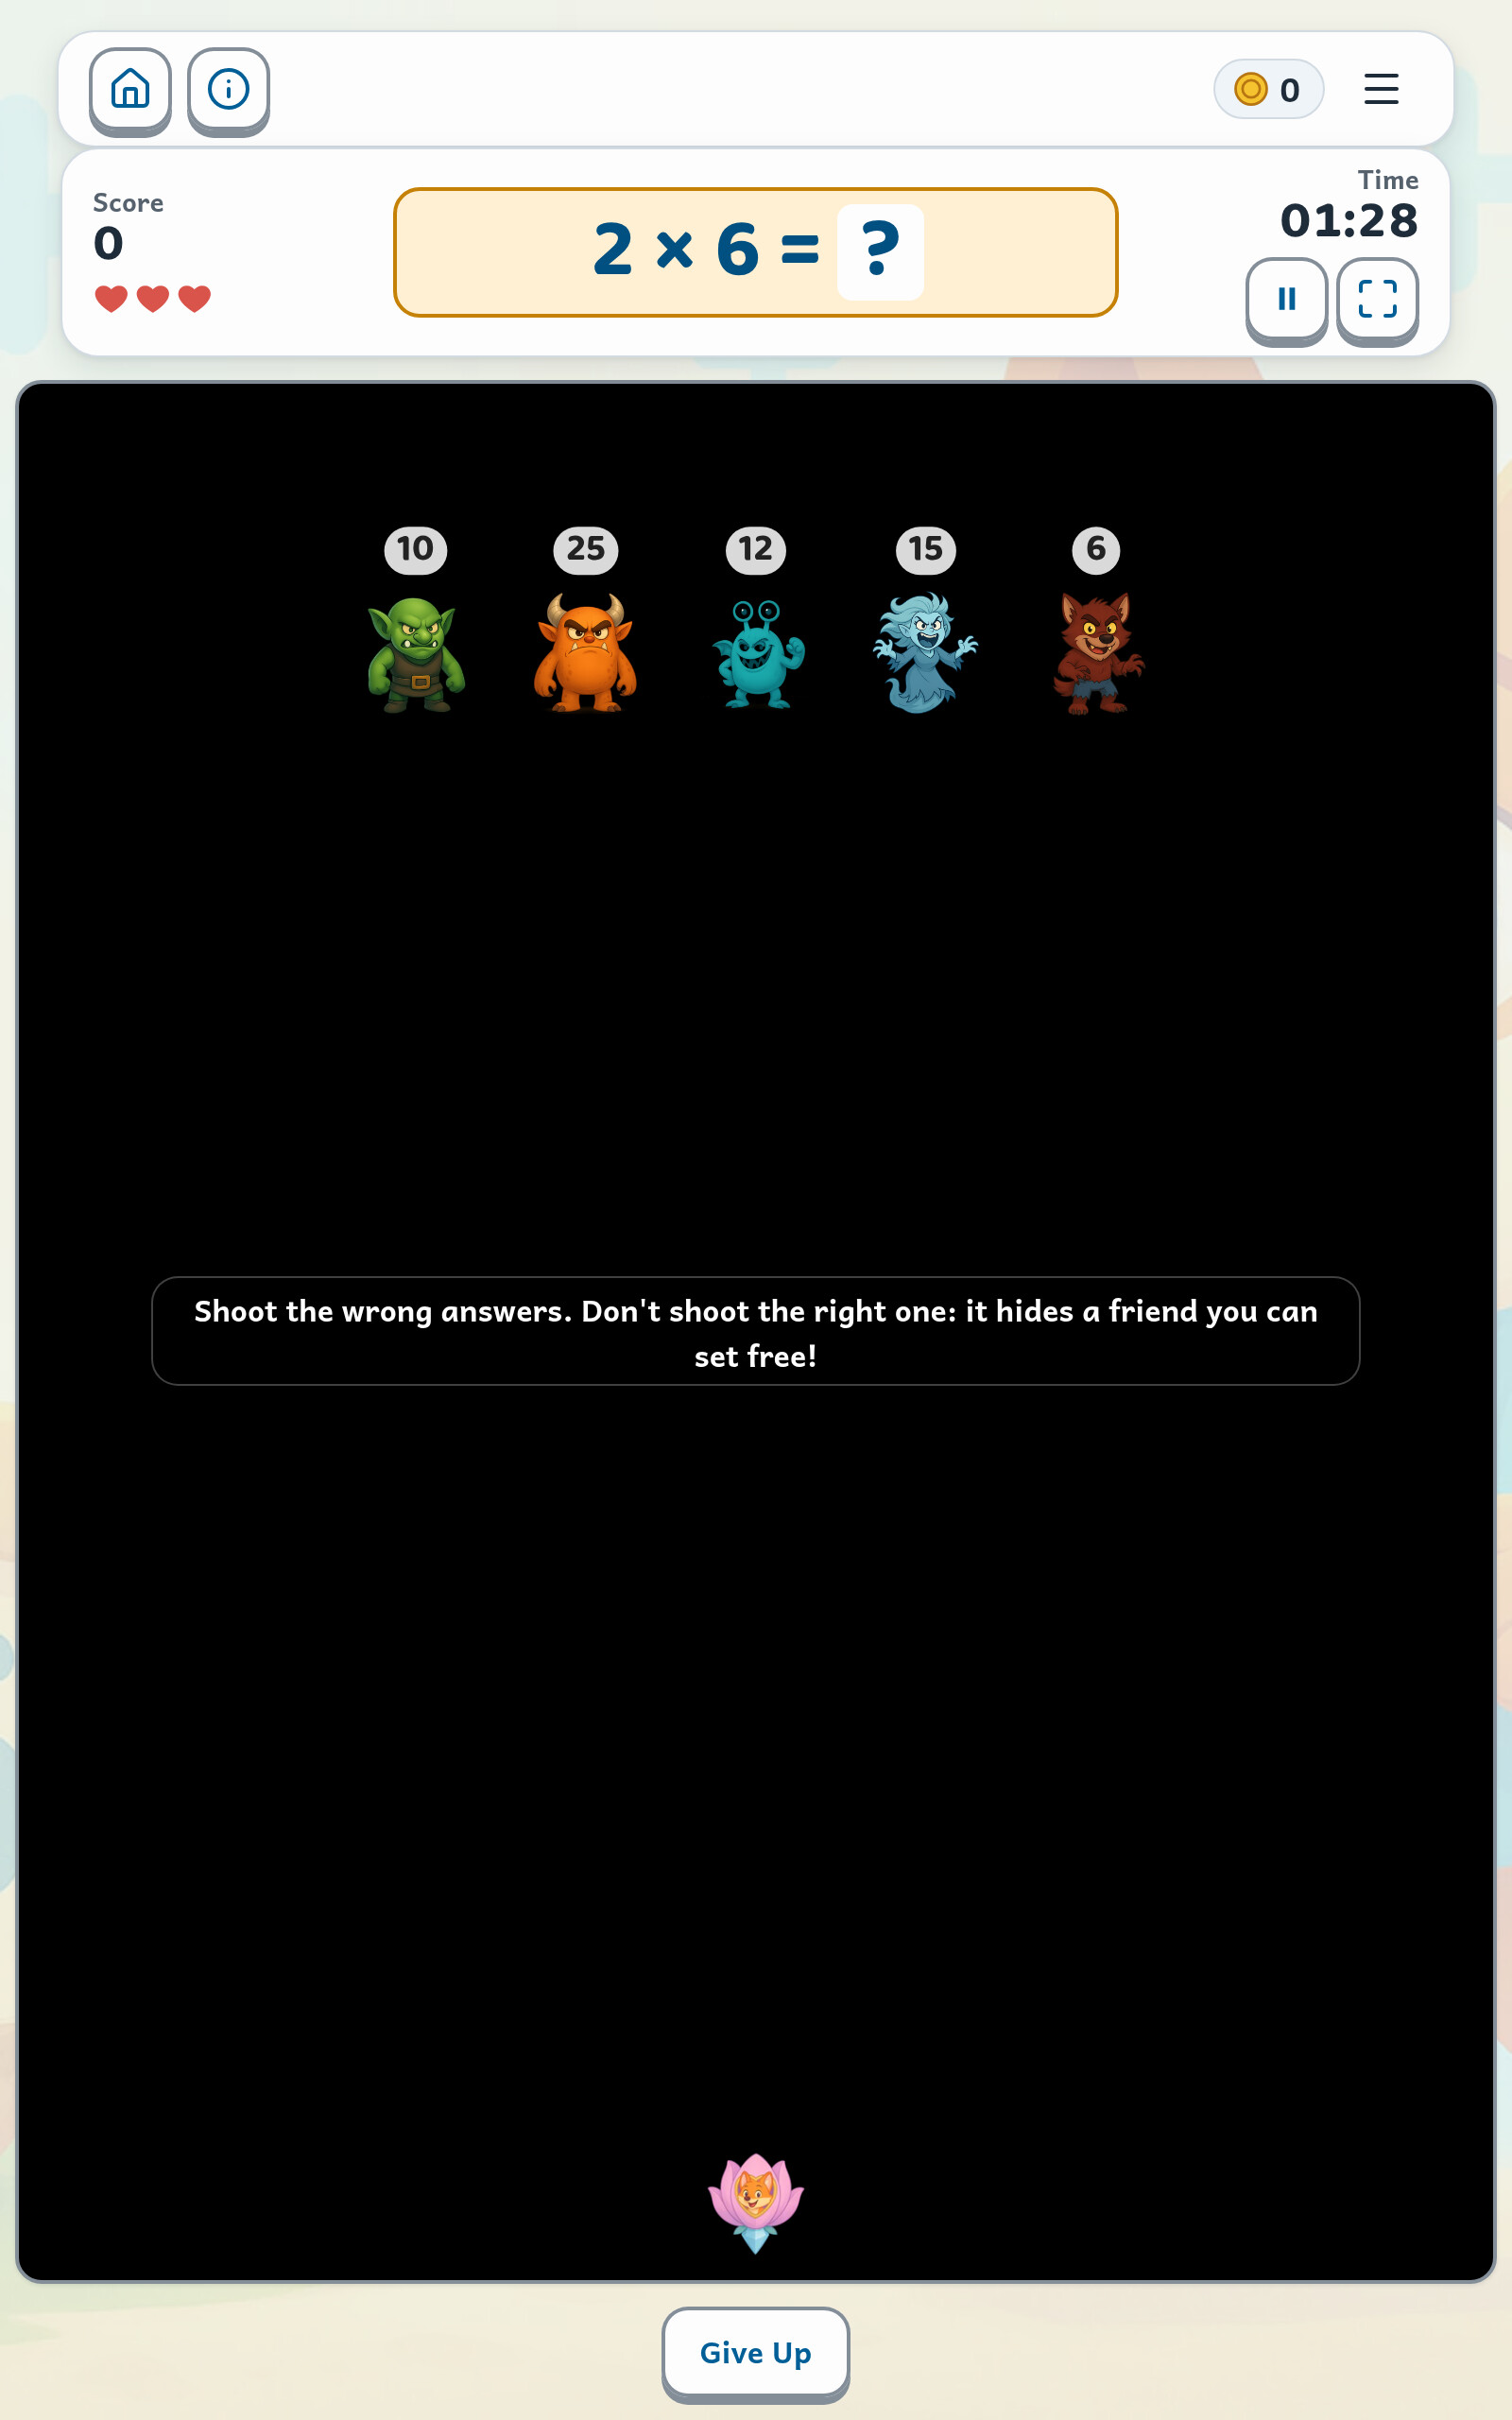 0
Score
0
2 × 6 = ?
Time
01:28
10 25 12 15 6
Shoot the wrong answers. Don't shoot the right one: it hides a friend you can
set free!
Give Up